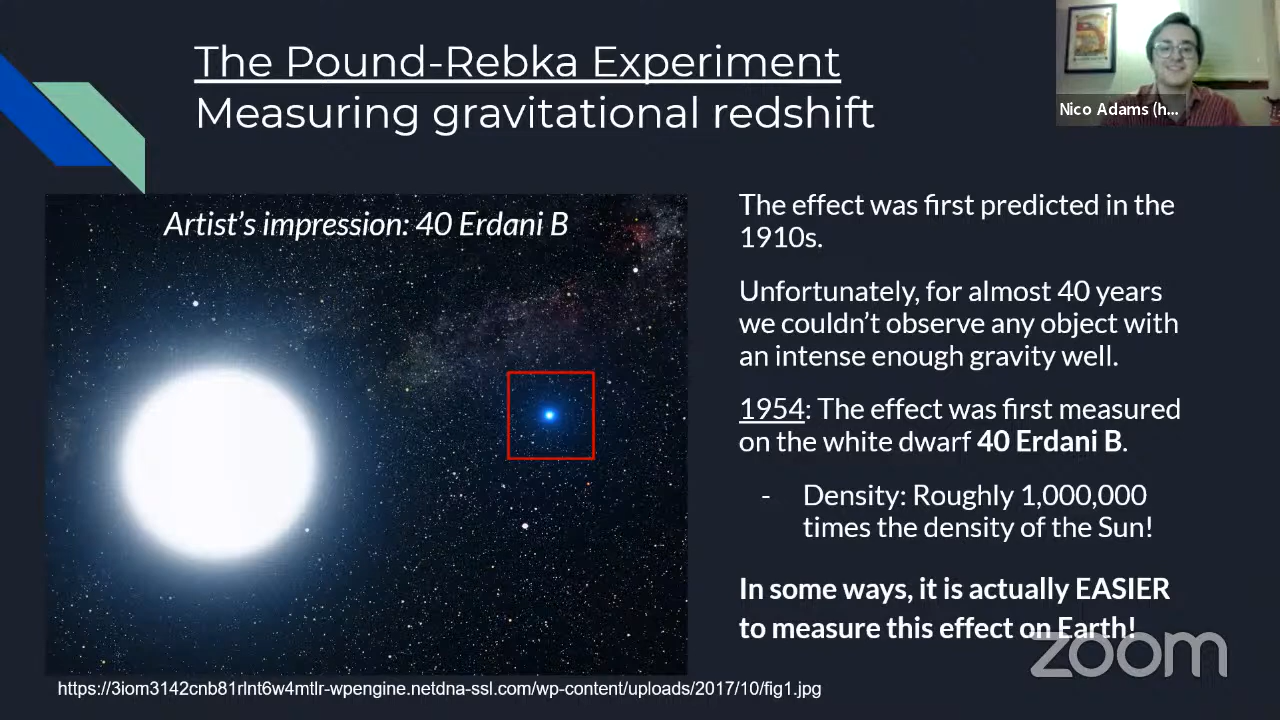 The Pound-Rebka Experiment
Measuring gravitational redshift
Nico Adams (h...
Artist's impression: 40 Erdani B
The effect was first predicted in the
1910s.
Unfortunately, for almost 40 years
we couldn't observe any object with
an intense enough gravity well.
1954: The effect was first measured
on the white dwarf 40 Erdani B.
- Density: Roughly 1,000,000
times the density of the Sun!
In some ways, it is actually EASIER
to measure this effect on Earth!
zoom
https://3iom3142cnb81rlnt6w4mtlr-wpengine.netdna-ssl.com/wp-content/uploads/2017/10/fig1.jpg